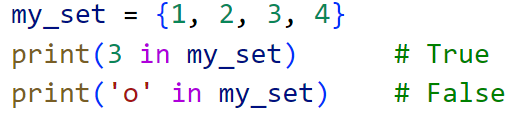 my_set = {1, 2, 3, 4}
print(3 in my_set)      # True
print('o' in my_set)    # False